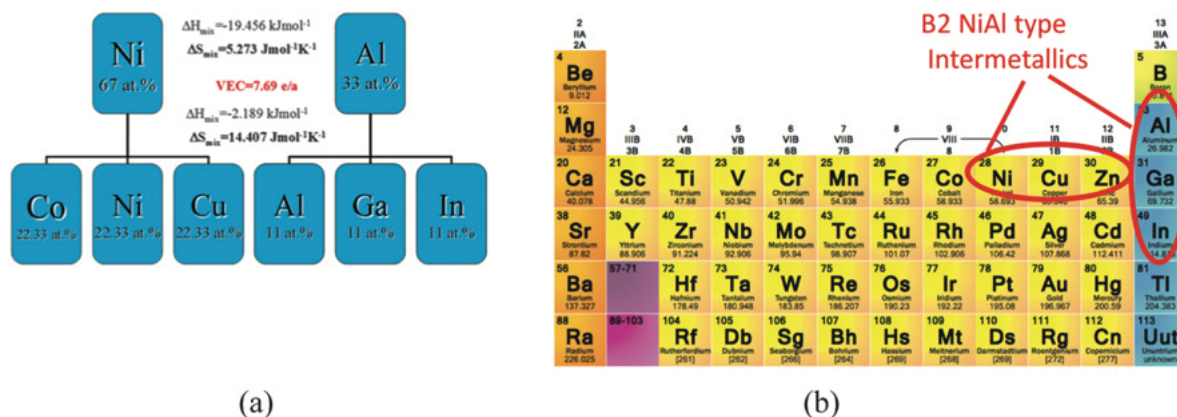 ΔHmix=-19.456 kJmol-1
ΔSmix=5.273 Jmol-1K-1
Ni
67 at.%
Al
33 at.%
VEC=7.69 e/a
ΔHmix=-2.189 kJmol-1
ΔSmix=14.407 Jmol-1K-1
Co Ni Cu Al Ga In
22.33 at.% 22.33 at.% 22.33 at.% 11 at.% 11 at.% 11 at.%
(a)
B2 NiAl type
Intermetallics
2 13
IIA IIIA
2A 3A
4 5
Be B
Beryllium Boron
9.012
12 13
Mg Al
Magnesium Aluminum
24.305 26.982
3 4 5 6 7 8 9 11 12
IIIB IVB VB VIB VIIB VIII IB IIB
3B 4B 5B 6B 7B 8 1B
20 21 22 23 24 25 26 27 28 29 30 31
Ca Sc Ti V Cr Mn Fe Co Ni Cu Zn Ga
Calcium Scandium Titanium Vanadium Chromium Manganese Iron Cobalt Copper Gallium
40.078 44.956 47.88 50.942 51.996 54.938 55.933 58.933 58.693 65.39 69.732
38 39 40 41 42 43 44 45 46 47 48 49
Sr Y Zr Nb Mo Tc Ru Rh Pd Ag Cd In
Strontium Yttrium Zirconium Niobium Molybdenum Technetium Ruthenium Rhodium Palladium Silver Cadmium Indium
87.62 88.906 91.224 92.906 95.94 98.907 101.07 102.906 106.42 107.868 112.411
56 57-71 72 73 74 75 76 77 78 79 80 81
Ba Hf Ta W Re Os Ir Pt Au Hg Tl
Barium Hafnium Tantalum Tungsten Rhenium Osmium Iridium Platinum Gold Mercury Thallium
137.327 178.49 180.948 183.85 186.207 190.23 192.22 195.08 196.967 200.59 204.383
88 89-103 104 105 106 107 108 109 110 111 112 113
Ra Rf Db Sg Bh Hs Mt Ds Rg Cn Uut
Radium Rutherfordium Dubnium Seaborgium Bohrium Hassium Meitnerium Darmstadtium Roentgenium Copernicium Ununtrium
226.025 [261] [262] [266] [264] [269] [268] [269] [272] [277] unknown
(b)